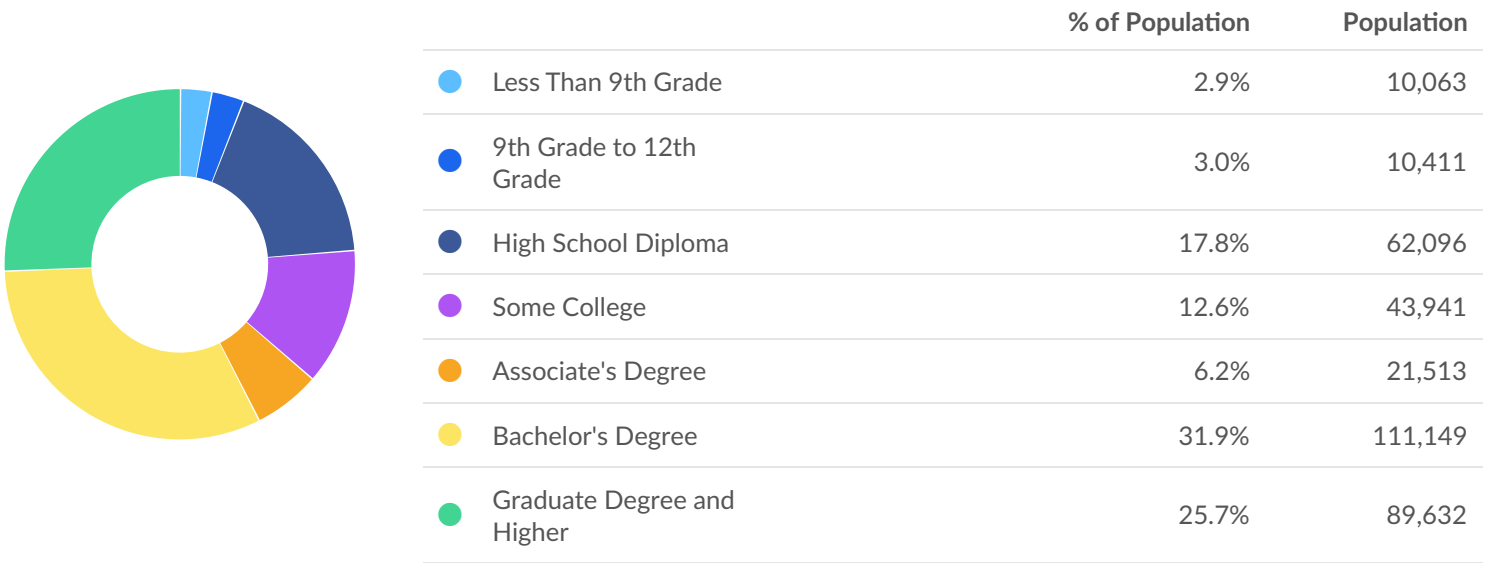 % of Population Population
Less Than 9th Grade 2.9% 10,063
9th Grade to 12th
Grade 3.0% 10,411
High School Diploma 17.8% 62,096
Some College 12.6% 43,941
Associate's Degree 6.2% 21,513
Bachelor's Degree 31.9% 111,149
Graduate Degree and
Higher 25.7% 89,632